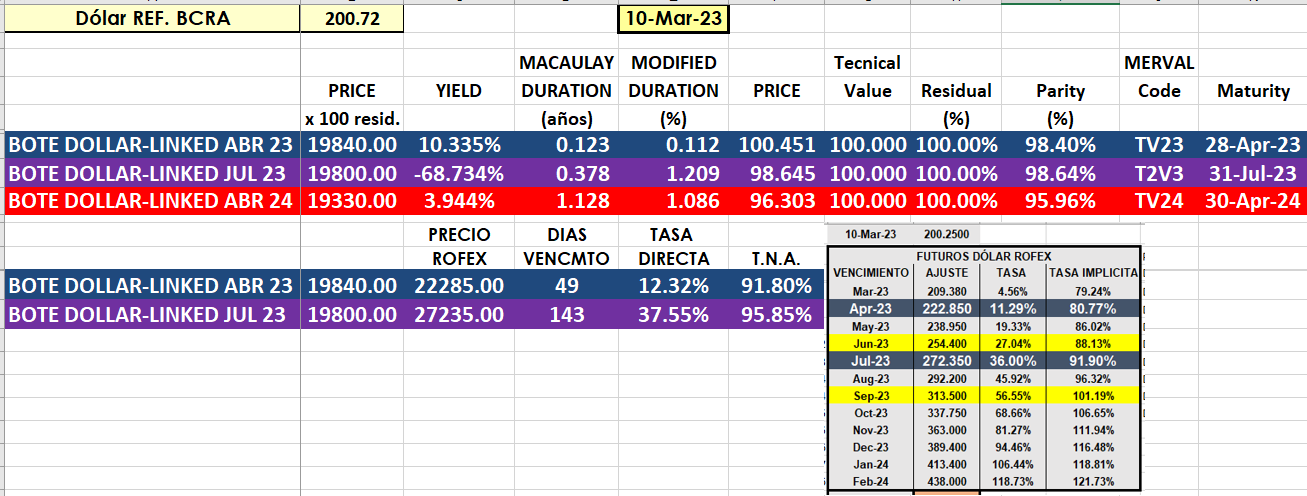 Dólar REF. BCRA 200.72 10-Mar-23
MACAULAY MODIFIED Tecnical MERVAL
PRICE YIELD DURATION DURATION PRICE Value Residual Parity Code Maturity
x 100 resid. (años) (%) (%) (%)
BOTE DOLLAR-LINKED ABR 23 19840.00 10.335% 0.123 0.112 100.451 100.000 100.00% 98.40% TV23 28-Apr-23
BOTE DOLLAR-LINKED JUL 23 19800.00 -68.734% 0.378 1.209 98.645 100.000 100.00% 98.64% T2V3 31-Jul-23
BOTE DOLLAR-LINKED ABR 24 19330.00 3.944% 1.128 1.086 96.303 100.000 100.00% 95.96% TV24 30-Apr-24
PRECIO DIAS TASA
ROFEX VENCMTO DIRECTA T.N.A.
BOTE DOLLAR-LINKED ABR 23 19840.00 22285.00 49 12.32% 91.80%
BOTE DOLLAR-LINKED JUL 23 19800.00 27235.00 143 37.55% 95.85%
10-Mar-23 200.2500
FUTUROS DÓLAR ROFEX
VENCIMIENTO AJUSTE TASA TASA IMPLICITA
Mar-23 209.380 4.56% 79.24%
Apr-23 222.850 11.29% 80.77%
May-23 238.950 19.33% 86.02%
Jun-23 254.400 27.04% 88.13%
Jul-23 272.350 36.00% 91.90%
Aug-23 292.200 45.92% 96.32%
Sep-23 313.500 56.55% 101.19%
Oct-23 337.750 68.66% 106.65%
Nov-23 363.000 81.27% 111.94%
Dec-23 389.400 94.46% 116.48%
Jan-24 413.400 106.44% 118.81%
Feb-24 438.000 118.73% 121.73%